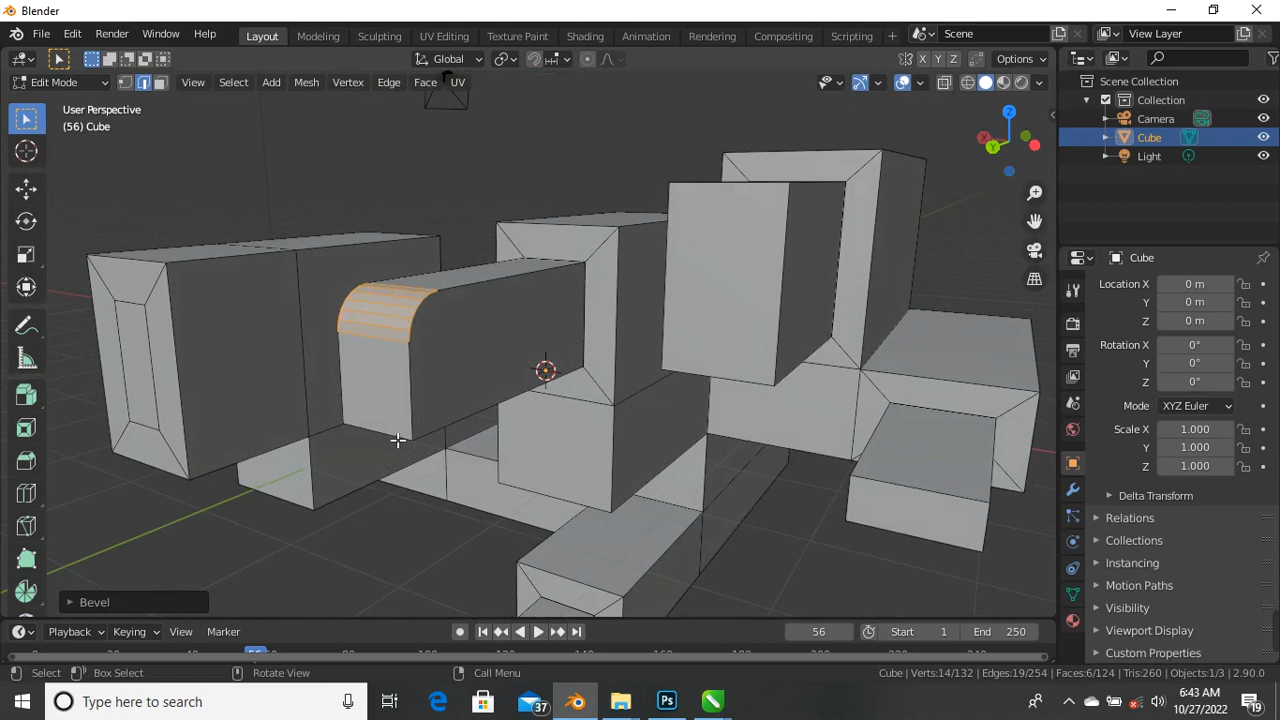 Blender
File Edit Render Window Help
Layout Modeling Sculpting UV Editing Texture Paint Shading Animation Rendering Compositing Scripting
Scene
View Layer
Global
X Y Z
Options
Edit Mode
View Select Add Mesh Vertex Edge Face UV
User Perspective
(56) Cube
Z
X
Y
Scene Collection
Collection
Camera
Cube
Light
Cube
Location X 0 m
Y 0 m
Z 0 m
Rotation X 0°
Y 0°
Z 0°
Mode XYZ Euler
Scale X 1.000
Y 1.000
Z 1.000
Delta Transform
Relations
Collections
Instancing
Motion Paths
Visibility
Viewport Display
Custom Properties
Bevel
Playback Keying View Marker
56
Start 1
End 250
Select Box Select Rotate View Call Menu
Cube | Verts:14/132 | Edges:19/254 | Faces:6/124 | Tris:260 | Objects:1/3 | 2.90.0
Type here to search
37
Ps
6:43 AM
10/27/2022
19